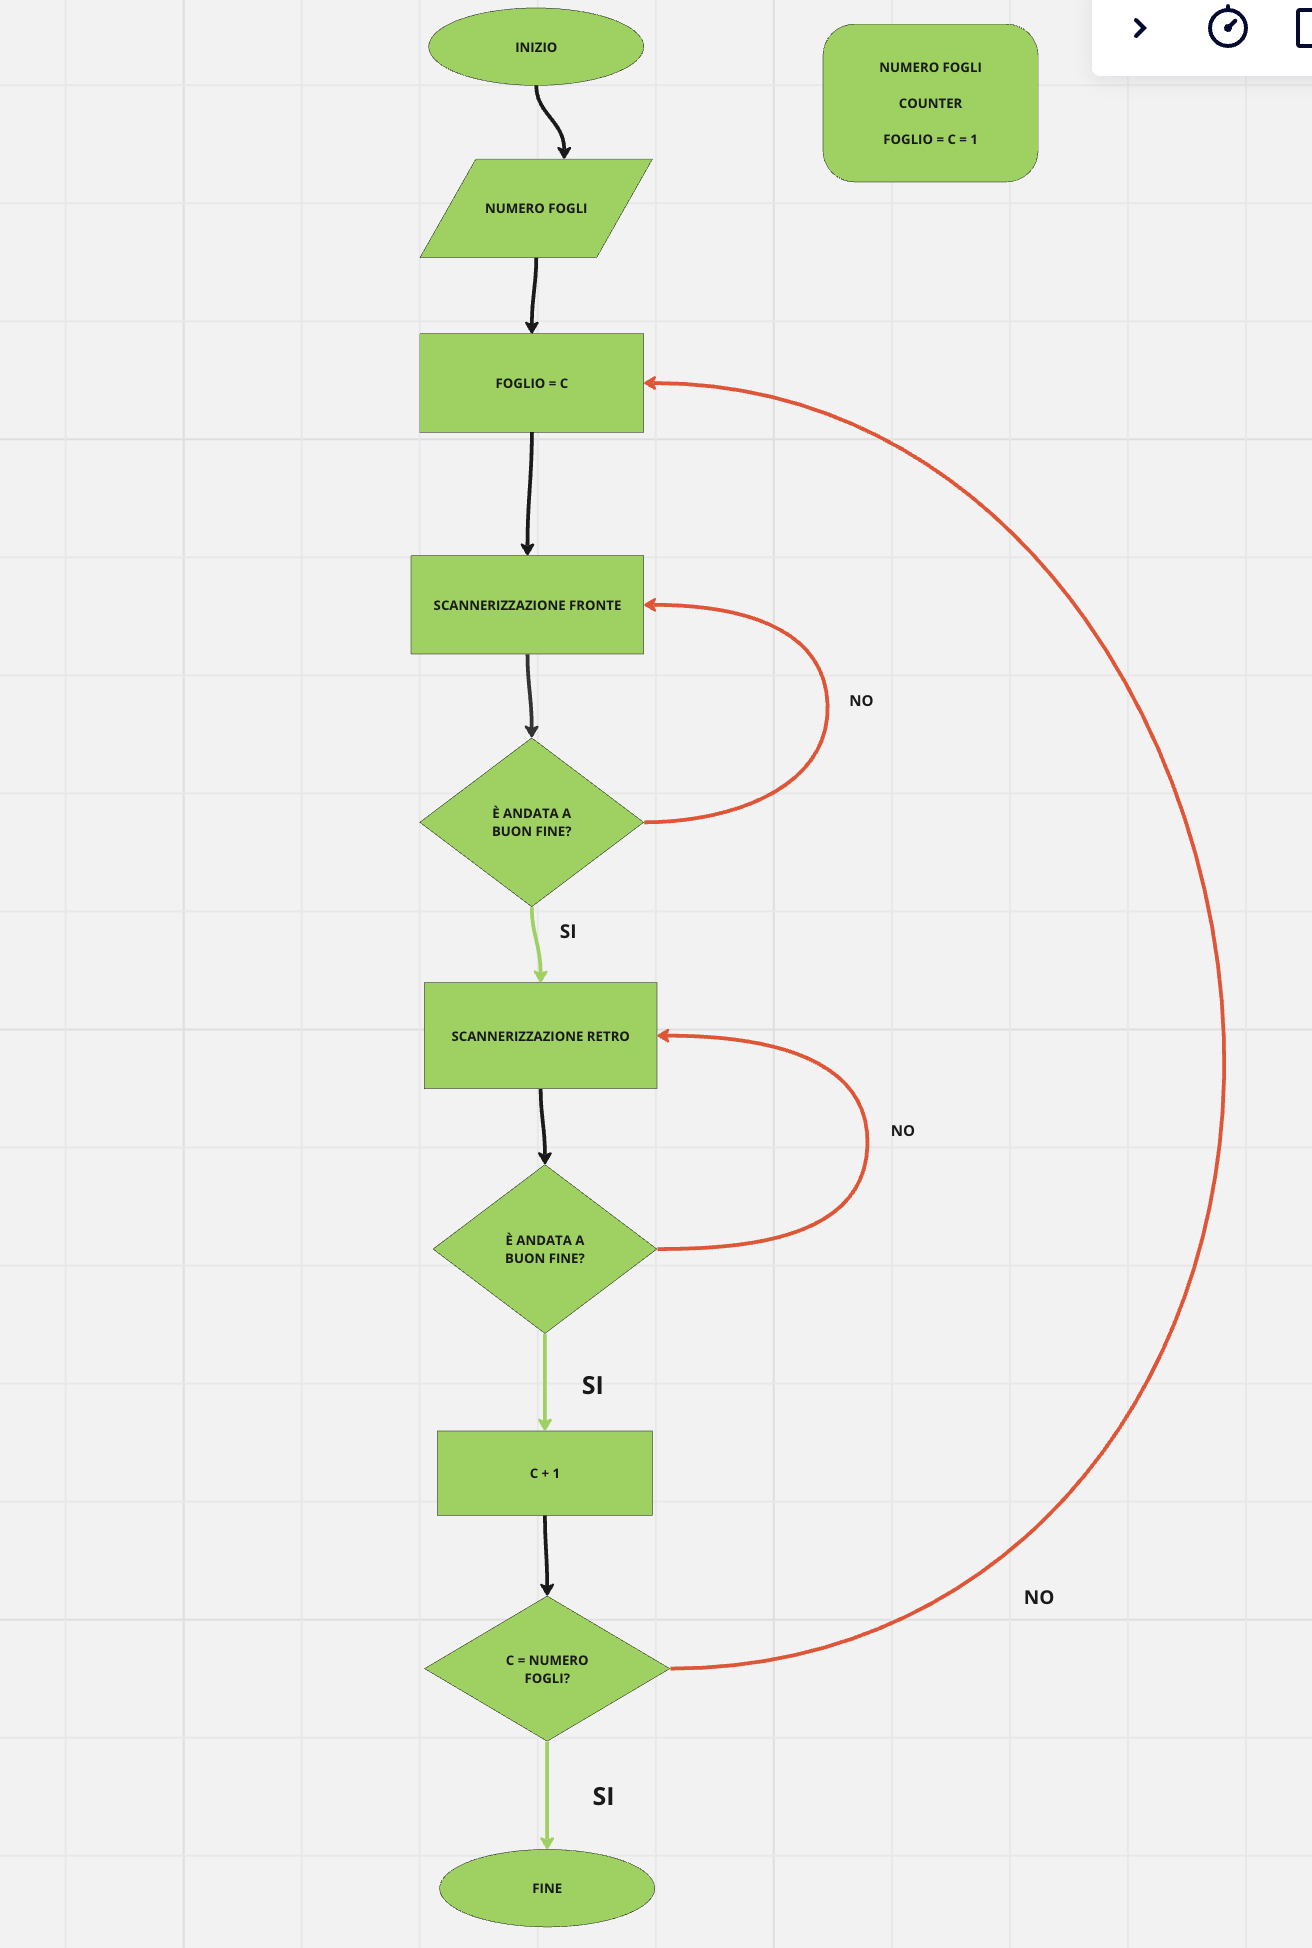 INIZIO
NUMERO FOGLI
COUNTER
FOGLIO = C = 1
NUMERO FOGLI
FOGLIO = C
SCANNERIZZAZIONE FRONTE
NO
È ANDATA A
BUON FINE?
SI
SCANNERIZZAZIONE RETRO
NO
È ANDATA A
BUON FINE?
SI
C + 1
NO
C = NUMERO
FOGLI?
SI
FINE